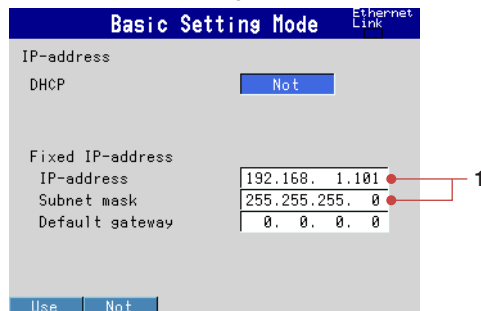 Basic Setting Mode
Ethernet
Link
IP-address
DHCP Not
Fixed IP-address
IP-address 192.168. 1.101
1
Subnet mask 255.255.255. 0
Default gateway 0. 0. 0. 0
Use Not